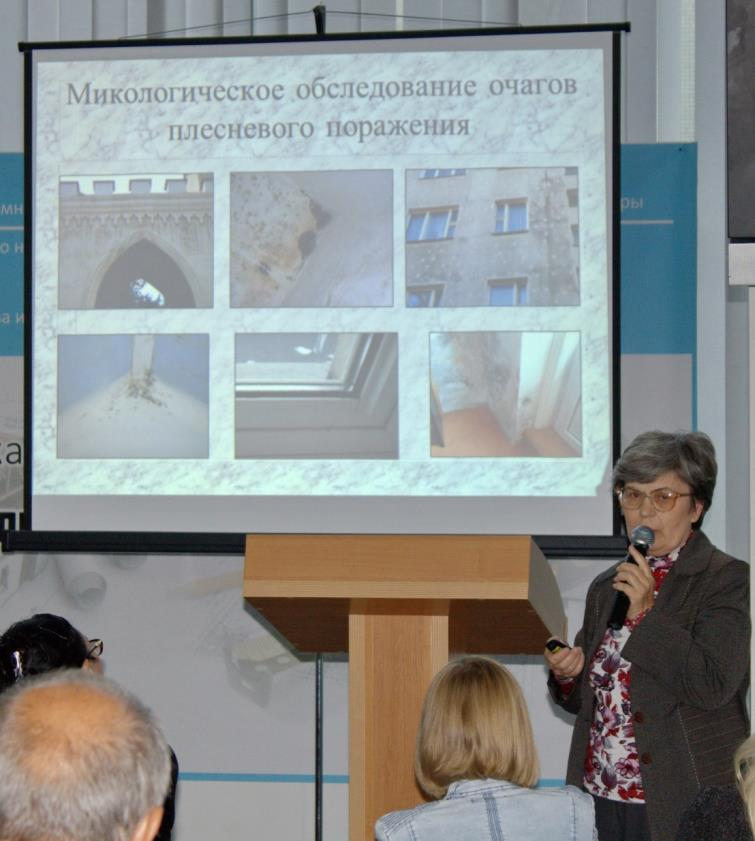 Микологическое обследование очагов
плесневого поражения